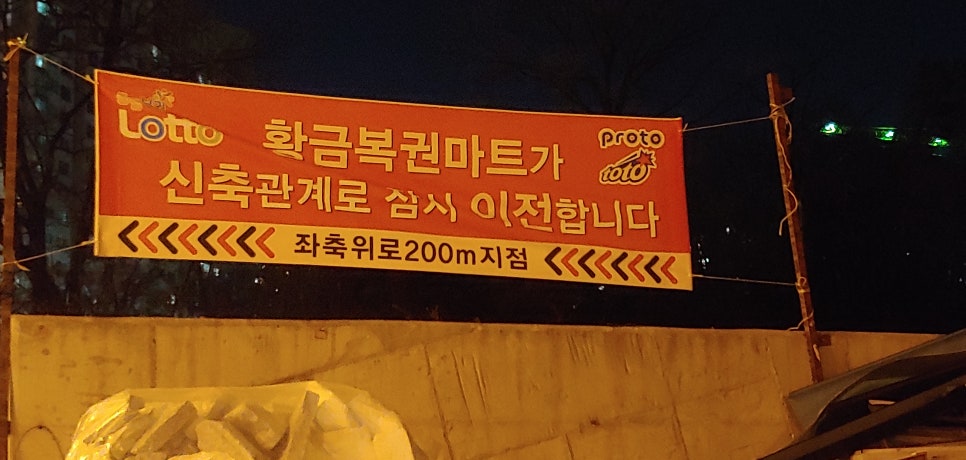 Lotto
황금복권마트가
proto
toto
신축관계로 잠시 이전합니다
좌측위로200m지점